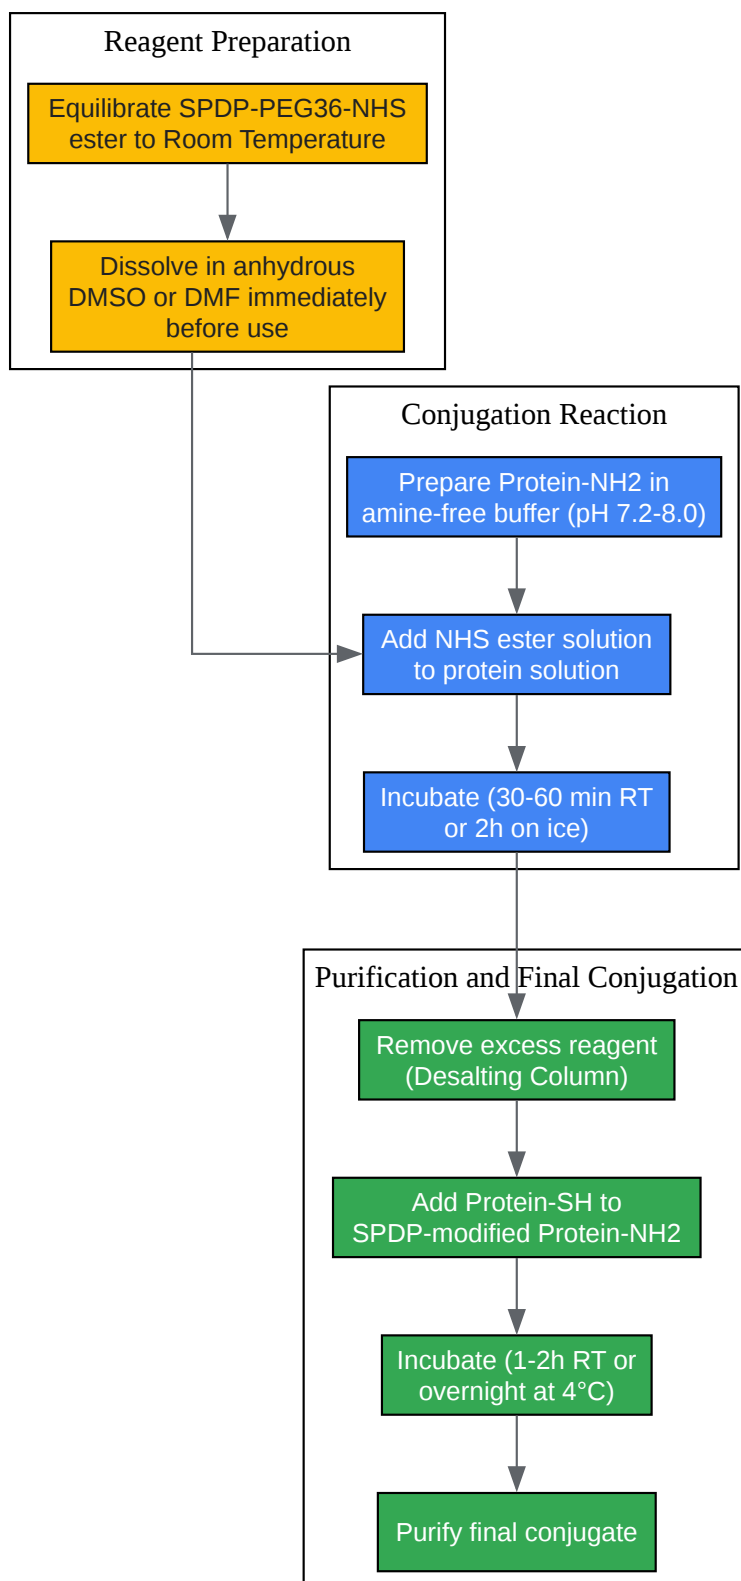 Reagent Preparation
Equilibrate SPDP-PEG36-NHS
ester to Room Temperature
Dissolve in anhydrous
DMSO or DMF immediately
before use
Conjugation Reaction
Prepare Protein-NH2 in
amine-free buffer (pH 7.2-8.0)
Add NHS ester solution
to protein solution
Incubate (30-60 min RT
or 2h on ice)
Purification and Final Conjugation
Remove excess reagent
(Desalting Column)
Add Protein-SH to
SPDP-modified Protein-NH2
Incubate (1-2h RT or
overnight at 4°C)
Purify final conjugate